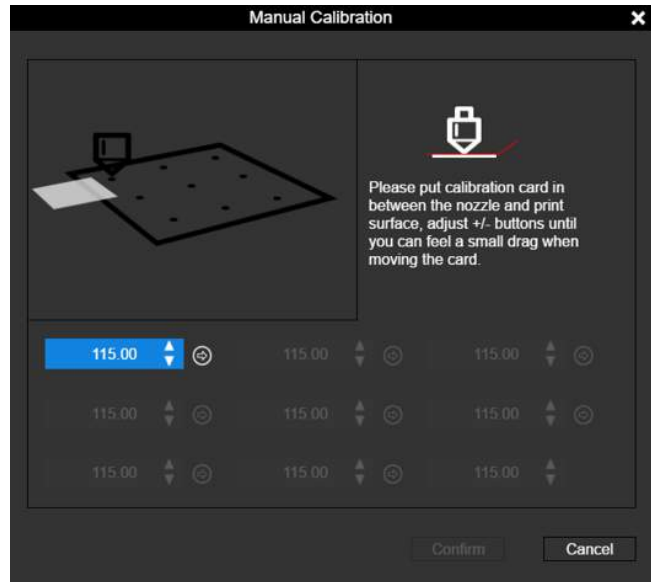 Manual Calibration
Please put calibration card in
between the nozzle and print
surface, adjust +/- buttons until
you can feel a small drag when
moving the card.
115.00 115.00 115.00
115.00 115.00 115.00
115.00 115.00 115.00
Confirm Cancel